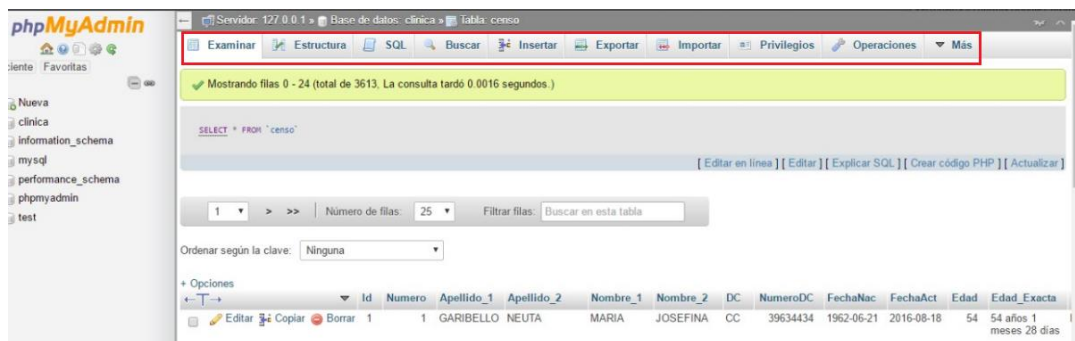 phpMyAdmin
Servidor: 127.0.0.1 » Base de datos: clinica » Tabla: censo
Examinar Estructura SQL Buscar Insertar Exportar Importar Privilegios Operaciones Más
ciente Favoritas
Nueva
clinica
information_schema
mysql
performance_schema
phpmyadmin
test
Mostrando filas 0 - 24 (total de 3613, La consulta tardó 0.0016 segundos.)
SELECT * FROM `censo`
[ Editar en línea ] [ Editar ] [ Explicar SQL ] [ Crear código PHP ] [ Actualizar ]
1 > >> Número de filas: 25 Filtrar filas: Buscar en esta tabla
Ordenar según la clave: Ninguna
+ Opciones
←T→ Id Numero Apellido_1 Apellido_2 Nombre_1 Nombre_2 DC NumeroDC FechaNac FechaAct Edad Edad_Exacta
Editar Copiar Borrar 1 1 GARIBELLO NEUTA MARIA JOSEFINA CC 39634434 1962-06-21 2016-08-18 54 54 años 1
meses 28 días